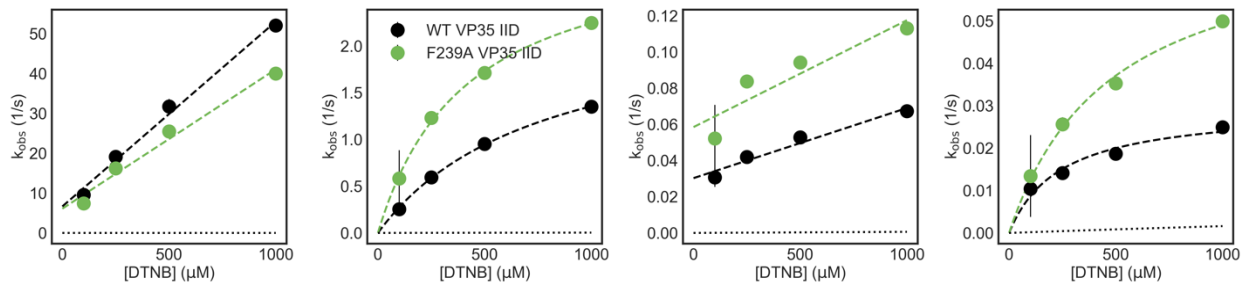 50
40
30
20
10
0
k_obs (1/s)
0 500 1000
[DTNB] (µM)
2.0
1.5
1.0
0.5
0.0
k_obs (1/s)
WT VP35 IID
F239A VP35 IID
0 500 1000
[DTNB] (µM)
0.12
0.10
0.08
0.06
0.04
0.02
0.00
k_obs (1/s)
0 500 1000
[DTNB] (µM)
0.05
0.04
0.03
0.02
0.01
0.00
k_obs (1/s)
0 500 1000
[DTNB] (µM)